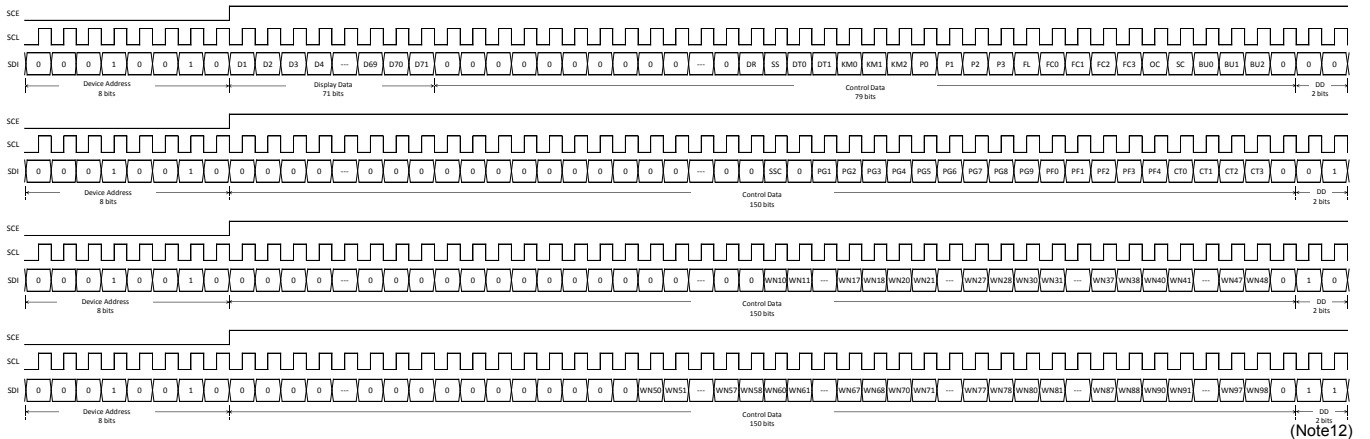 SCE
SCL
SDI 0 0 0 1 0 0 1 0 D1 D2 D3 D4 --- D69 D70 D71 0 0 0 0 0 0 0 0 0 0 --- 0 DR SS DT0 DT1 KM0 KM1 KM2 P0 P1 P2 P3 FL FC0 FC1 FC2 FC3 OC SC BU0 BU1 BU2 0 0 0
Device Address Display Data Control Data DD
8 bits 71 bits 79 bits 2 bits
SCE
SCL
SDI 0 0 0 1 0 0 1 0 0 0 0 0 --- 0 0 0 0 0 0 0 0 0 0 0 0 0 --- 0 0 SSC 0 PG1 PG2 PG3 PG4 PG5 PG6 PG7 PG8 PG9 PF0 PF1 PF2 PF3 PF4 CT0 CT1 CT2 CT3 0 0 1
Device Address Control Data DD
8 bits 150 bits 2 bits
SCE
SCL
SDI 0 0 0 1 0 0 1 0 0 0 0 0 --- 0 0 0 0 0 0 0 0 0 0 0 0 0 --- 0 0 WN10 WN11 --- WN17 WN18 WN20 WN21 --- WN27 WN28 WN30 WN31 --- WN37 WN38 WN40 WN41 --- WN47 WN48 0 1 0
Device Address Control Data DD
8 bits 150 bits 2 bits
SCE
SCL
SDI 0 0 0 1 0 0 1 0 0 0 0 0 --- 0 0 0 0 0 0 0 0 0 0 0 WN50 WN51 --- WN57 WN58 WN60 WN61 --- WN67 WN68 WN70 WN71 --- WN77 WN78 WN80 WN81 --- WN87 WN88 WN90 WN91 --- WN97 WN98 0 1 1
Device Address Control Data DD
8 bits 150 bits 2 bits
(Note12)